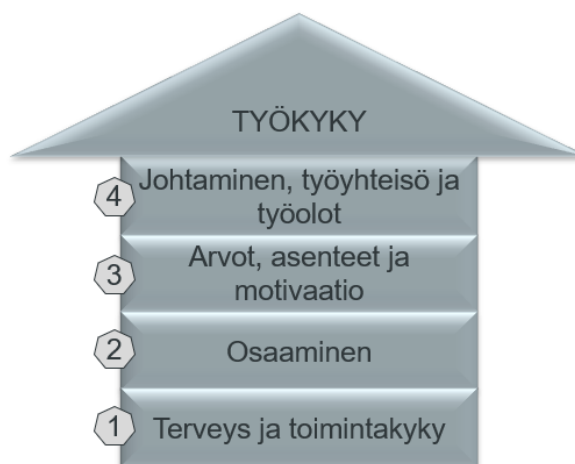 TYÖKYKY
4 Johtaminen, työyhteisö ja
työolot
3 Arvot, asenteet ja
motivaatio
2 Osaaminen
1 Terveys ja toimintakyky